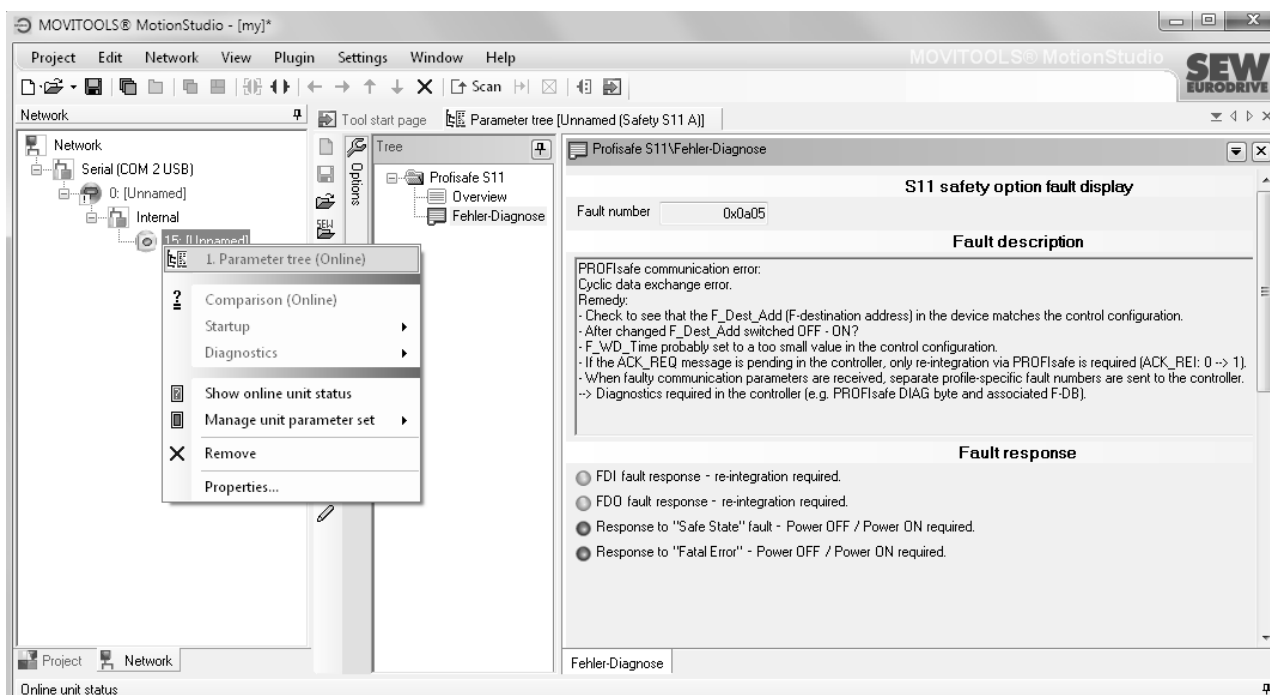 MOVITOOLS® MotionStudio - [my]*
Project Edit Network View Plugin Settings Window Help
MOVITOOLS® MotionStudio
SEW
EURODRIVE
Scan
Network
Tool start page
Parameter tree [Unnamed (Safety S11 A)]
Network
Serial (COM 2 USB)
0: [Unnamed]
Internal
15: [Unnamed]
1. Parameter tree (Online)
Comparison (Online)
Startup
Diagnostics
Show online unit status
Manage unit parameter set
Remove
Properties...
Options
SEW
Tree
Profisafe S11
Overview
Fehler-Diagnose
Profisafe S11\Fehler-Diagnose
S11 safety option fault display
Fault number 0x0a05
Fault description
PROFIsafe communication error:
Cyclic data exchange error.
Remedy:
- Check to see that the F_Dest_Add (F-destination address) in the device matches the control configuration.
- After changed F_Dest_Add switched OFF - ON?
- F_WD_Time probably set to a too small value in the control configuration.
- If the ACK_REQ message is pending in the controller, only re-integration via PROFIsafe is required (ACK_REI: 0 --> 1).
- When faulty communication parameters are received, separate profile-specific fault numbers are sent to the controller.
--> Diagnostics required in the controller (e.g. PROFIsafe DIAG byte and associated F-DB).
Fault response
FDI fault response - re-integration required.
FDO fault response - re-integration required.
Response to "Safe State" fault - Power OFF / Power ON required.
Response to "Fatal Error" - Power OFF / Power ON required.
Project Network
Fehler-Diagnose
Online unit status